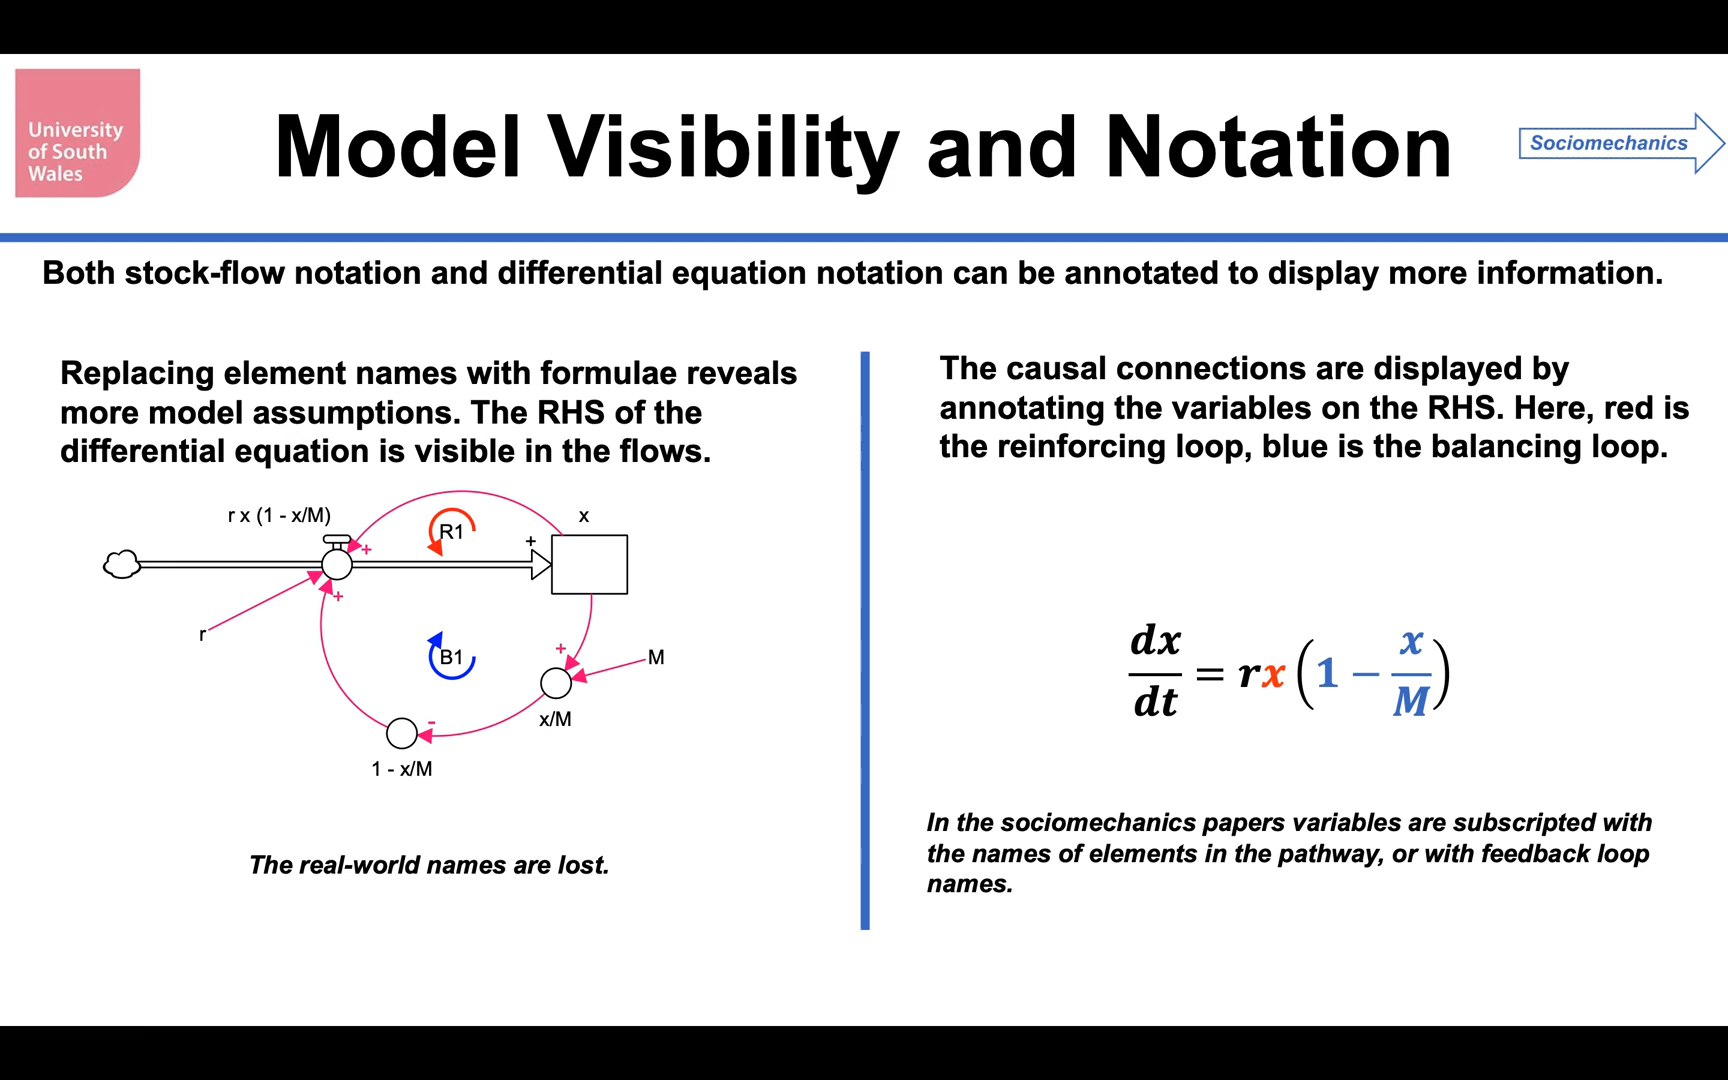 University
of South
Wales
Model Visibility and Notation
Sociomechanics
Both stock-flow notation and differential equation notation can be annotated to display more information.
Replacing element names with formulae reveals
more model assumptions. The RHS of the
differential equation is visible in the flows.
r x (1 - x/M)
R1
x
+
+
+
r
B1
+
M
x/M
-
1 - x/M
The real-world names are lost.
The causal connections are displayed by
annotating the variables on the RHS. Here, red is
the reinforcing loop, blue is the balancing loop.
dx/dt = rx(1 − x/M)
In the sociomechanics papers variables are subscripted with
the names of elements in the pathway, or with feedback loop
names.